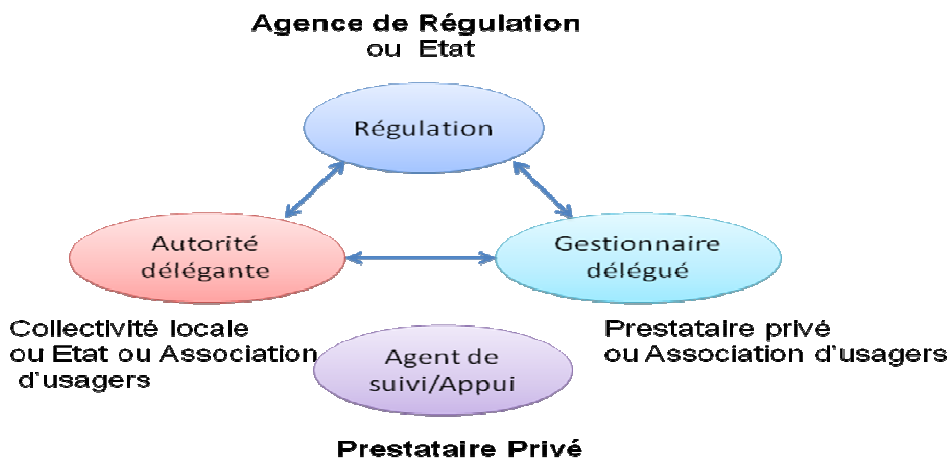 Agence de Régulation
ou Etat
Régulation
Autorité
délégante
Gestionnaire
délégué
Collectivité locale
ou Etat ou Association
d'usagers
Prestataire privé
ou Association d'usagers
Agent de
suivi/Appui
Prestataire Privé